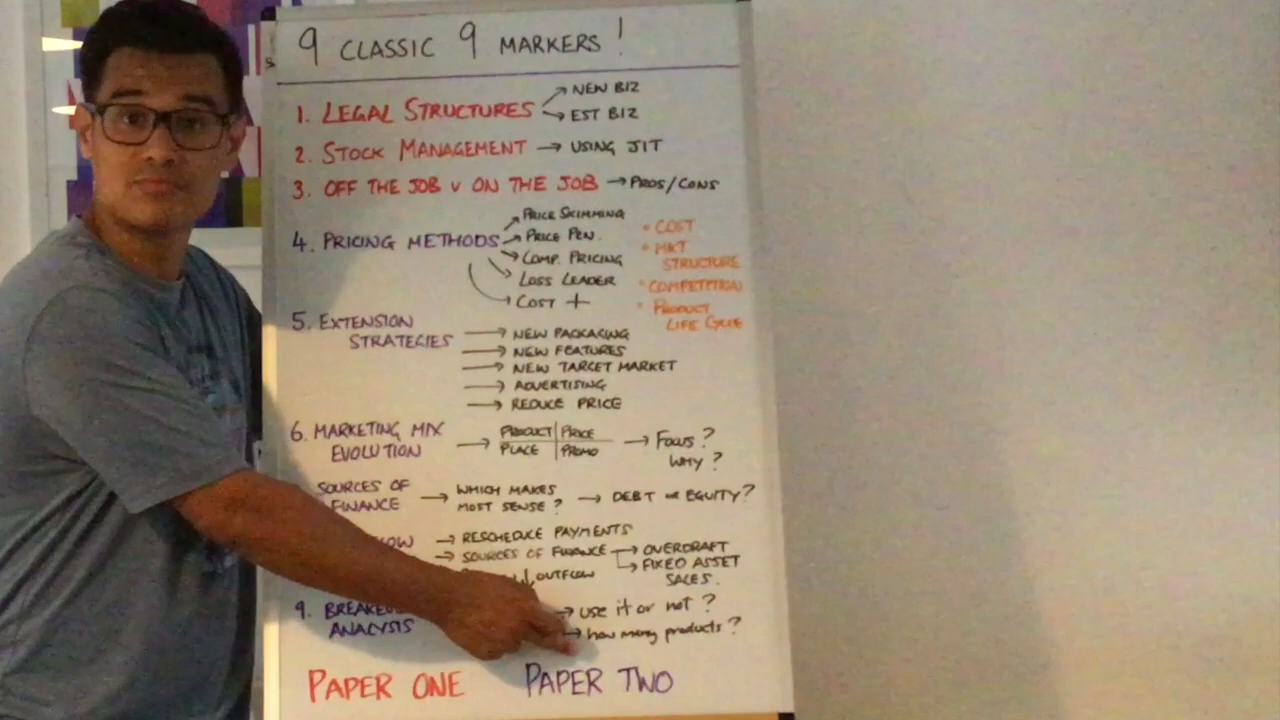 9 CLASSIC 9 MARKERS!
1. LEGAL STRUCTURES → NEW BIZ
→ EST BIZ
2. STOCK MANAGEMENT → USING JIT
3. OFF THE JOB V ON THE JOB → PROS/CONS
4. PRICING METHODS → PRICE SKIMMING
→ PRICE PEN.
→ COMP. PRICING
→ LOSS LEADER
→ COST +
• COST
• MKT
STRUCTURE
• COMPETITION
• PRODUCT
LIFE CYCLE
5. EXTENSION
STRATEGIES
→ NEW PACKAGING
→ NEW FEATURES
→ NEW TARGET MARKET
→ ADVERTISING
→ REDUCE PRICE
6. MARKETING MIX
EVOLUTION
→ PRODUCT | PRICE
PLACE | PROMO
→ Focus?
WHY?
SOURCES OF
FINANCE
→ WHICH MAKES
MOST SENSE?
→ DEBT or EQUITY?
→ RESCHEDULE PAYMENTS
→ SOURCES OF FINANCE → OVERDRAFT
→ FIXED ASSET
SALES.
↓ OUTFLOW
9. BREAKE
ANALYSIS
→ use it or not?
→ how many products?
PAPER ONE PAPER TWO